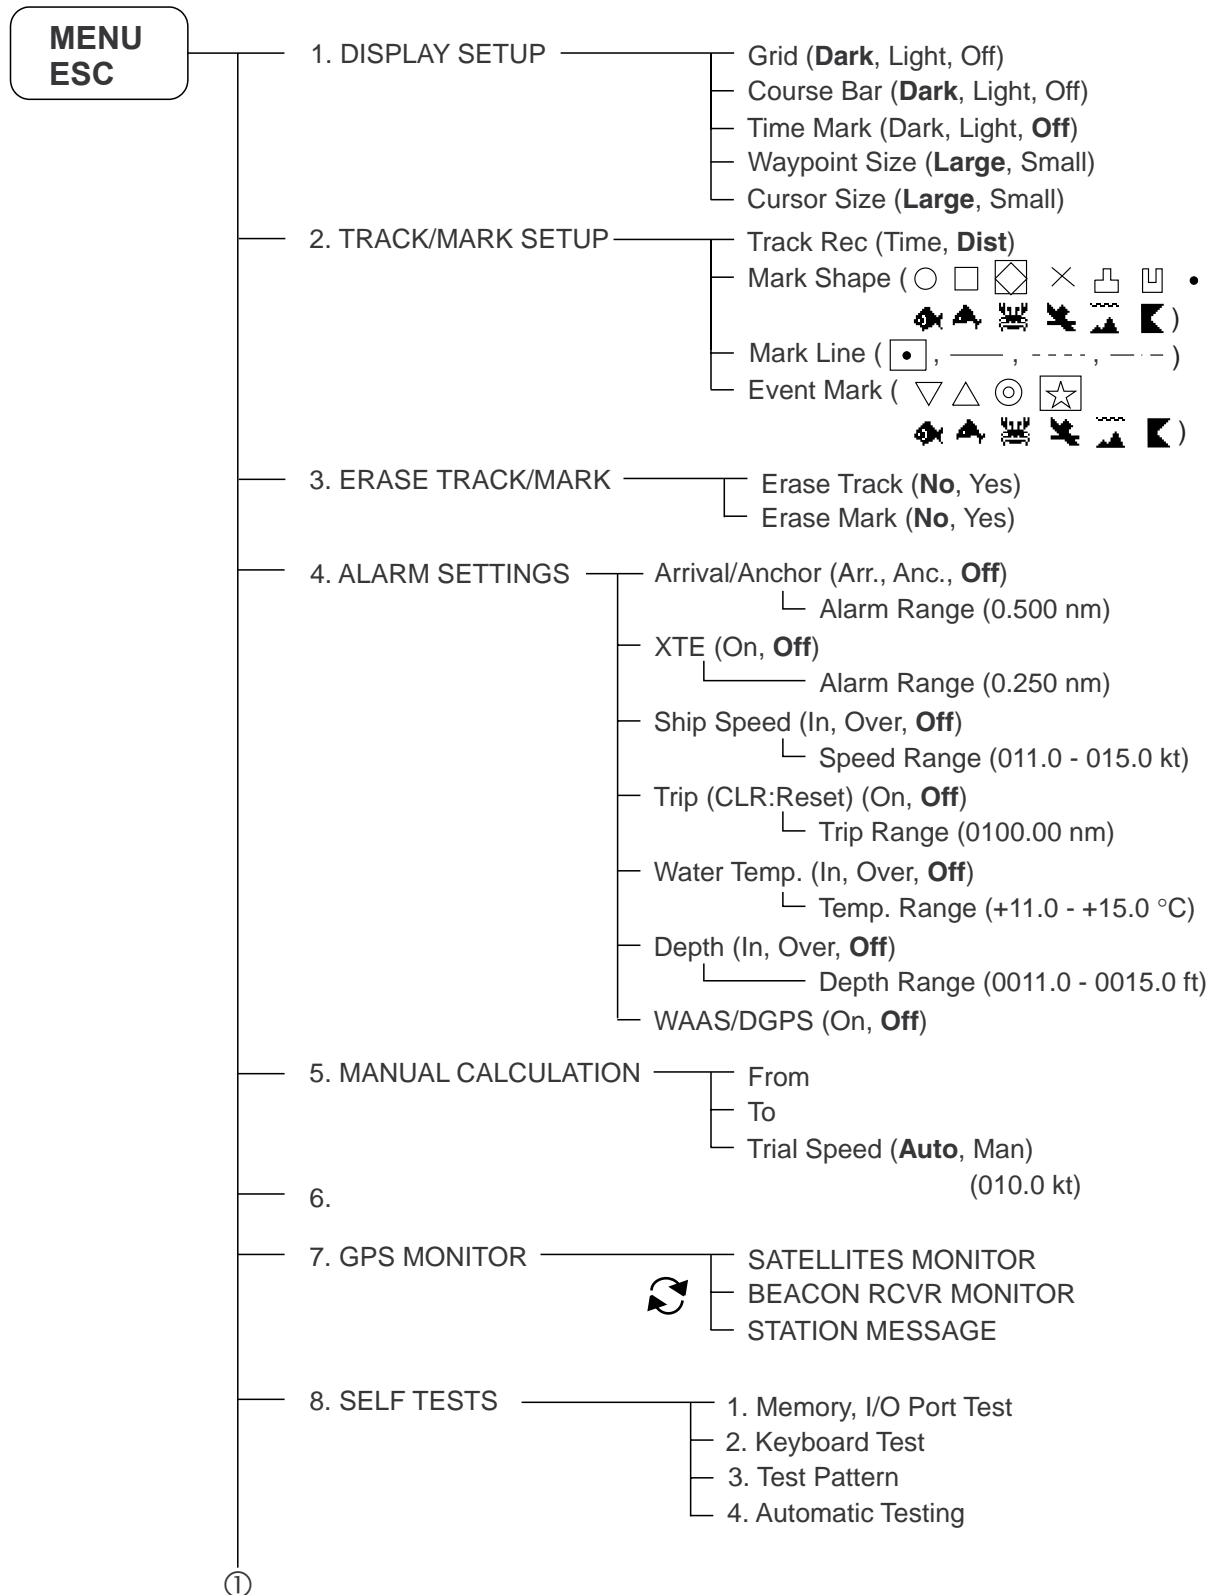 MENU
ESC
1. DISPLAY SETUP
Grid (Dark, Light, Off)
Course Bar (Dark, Light, Off)
Time Mark (Dark, Light, Off)
Waypoint Size (Large, Small)
Cursor Size (Large, Small)
2. TRACK/MARK SETUP
Track Rec (Time, Dist)
Mark Shape (
)
Mark Line ( , , , )
Event Mark (
)
3. ERASE TRACK/MARK
Erase Track (No, Yes)
Erase Mark (No, Yes)
4. ALARM SETTINGS
Arrival/Anchor (Arr., Anc., Off)
Alarm Range (0.500 nm)
XTE (On, Off)
Alarm Range (0.250 nm)
Ship Speed (In, Over, Off)
Speed Range (011.0 - 015.0 kt)
Trip (CLR:Reset) (On, Off)
Trip Range (0100.00 nm)
Water Temp. (In, Over, Off)
Temp. Range (+11.0 - +15.0 °C)
Depth (In, Over, Off)
Depth Range (0011.0 - 0015.0 ft)
WAAS/DGPS (On, Off)
5. MANUAL CALCULATION
From
To
Trial Speed (Auto, Man)
(010.0 kt)
6.
7. GPS MONITOR
SATELLITES MONITOR
BEACON RCVR MONITOR
STATION MESSAGE
8. SELF TESTS
1. Memory, I/O Port Test
2. Keyboard Test
3. Test Pattern
4. Automatic Testing
①